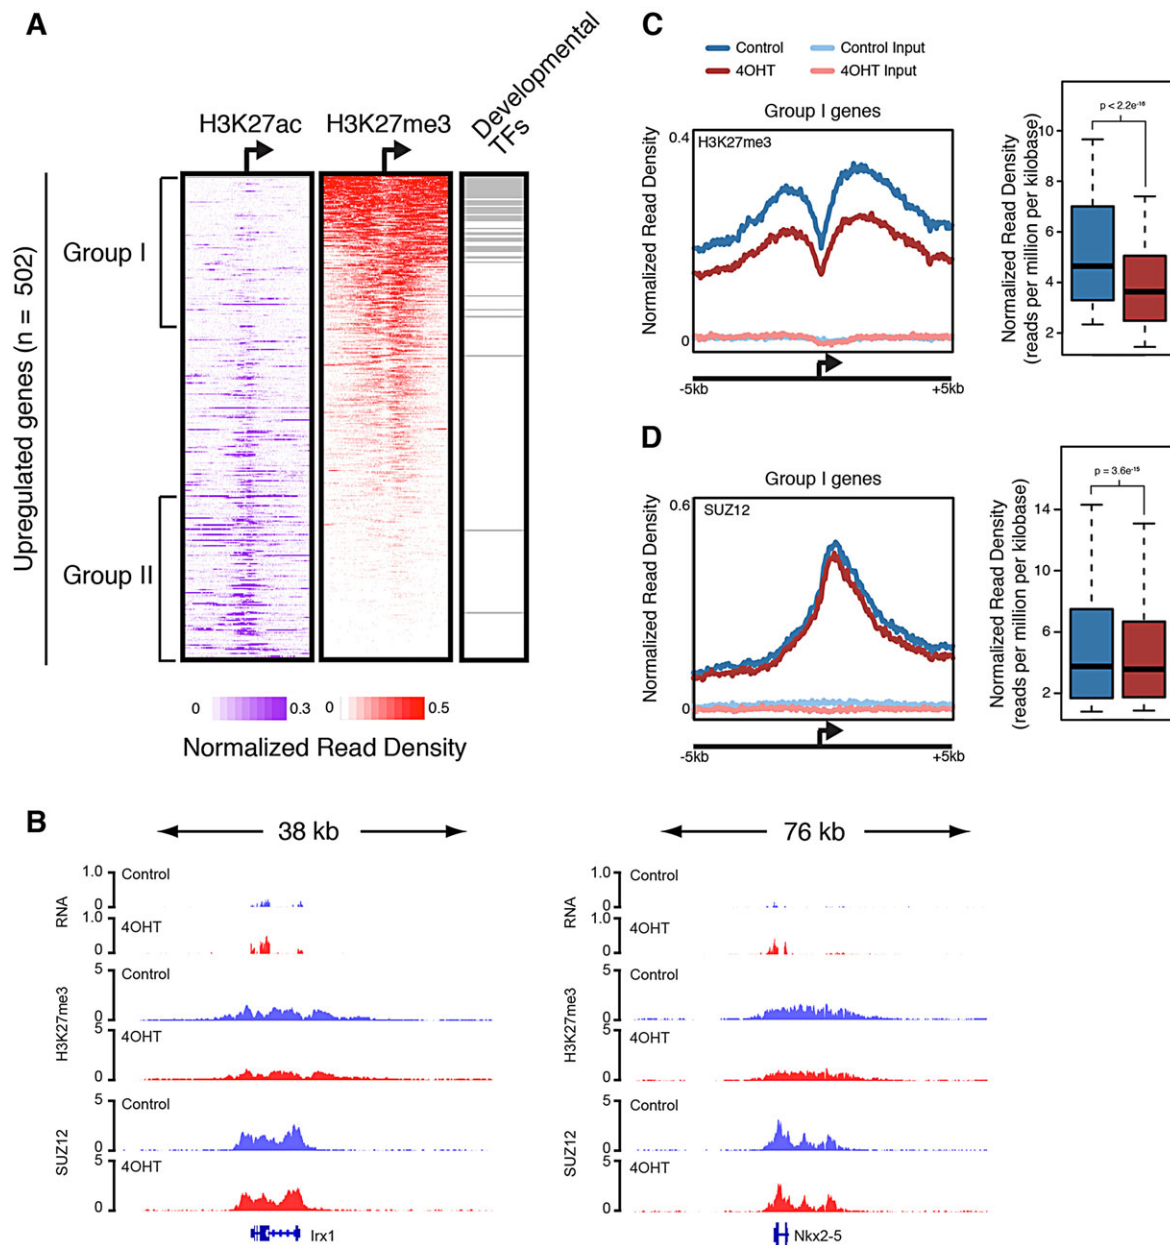 A
H3K27ac
H3K27me3
Developmental
TFs
Upregulated genes (n = 502)
Group I
Group II
0
0.3
0
0.5
Normalized Read Density
C
Control
Control Input
4OHT
4OHT Input
Group I genes
H3K27me3
Normalized Read Density
0.4
0
-5kb
+5kb
p < 2.2e-16
Normalized Read Density
(reads per million per kilobase)
10
8
6
4
2
D
Group I genes
SUZ12
Normalized Read Density
0.6
0
-5kb
+5kb
p = 3.6e-15
Normalized Read Density
(reads per million per kilobase)
14
10
6
2
B
38 kb
RNA
1.0
Control
0
1.0
4OHT
0
H3K27me3
5
Control
0
5
4OHT
0
SUZ12
5
Control
0
5
4OHT
0
Irx1
76 kb
RNA
1.0
Control
0
1.0
4OHT
0
H3K27me3
5
Control
0
5
4OHT
0
SUZ12
5
Control
0
5
4OHT
0
Nkx2-5